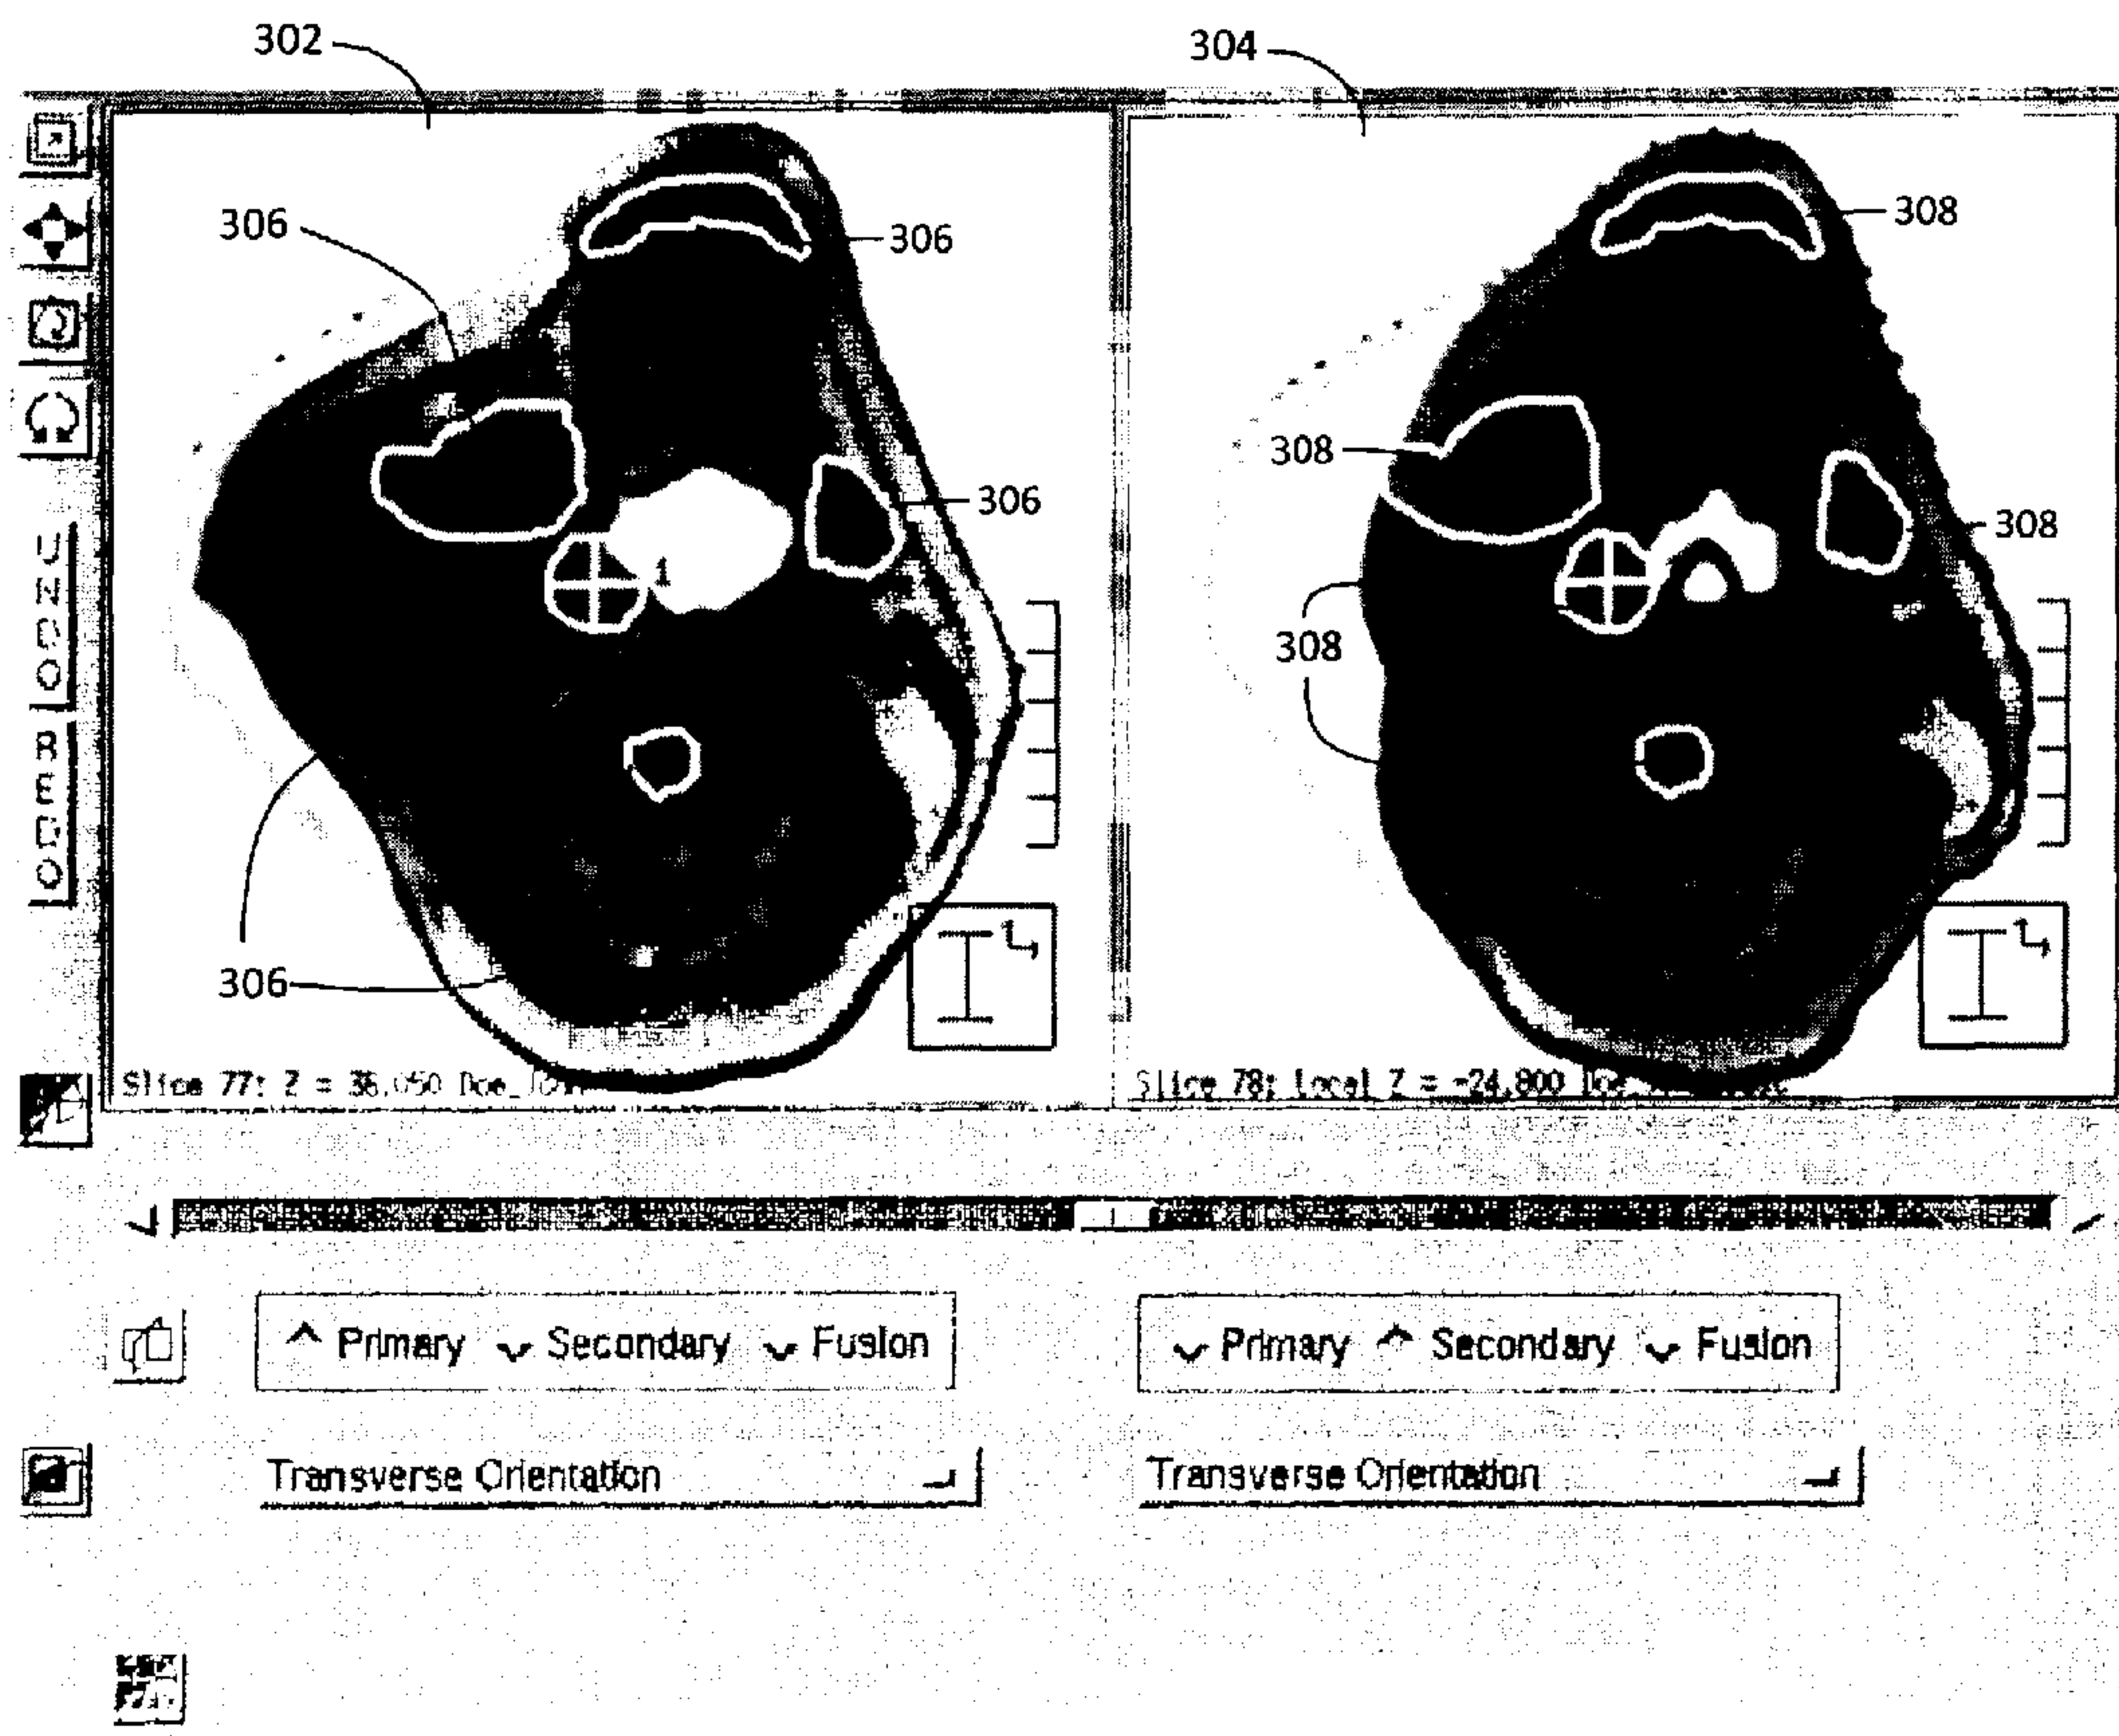 302
304
306
306
308
308
306
1
308
308
306
UNDO
REDO
Slice 77: Z = 36.050
Slice 78: Local Z = -24.800
Primary Secondary Fusion
Primary Secondary Fusion
Transverse Orientation
Transverse Orientation